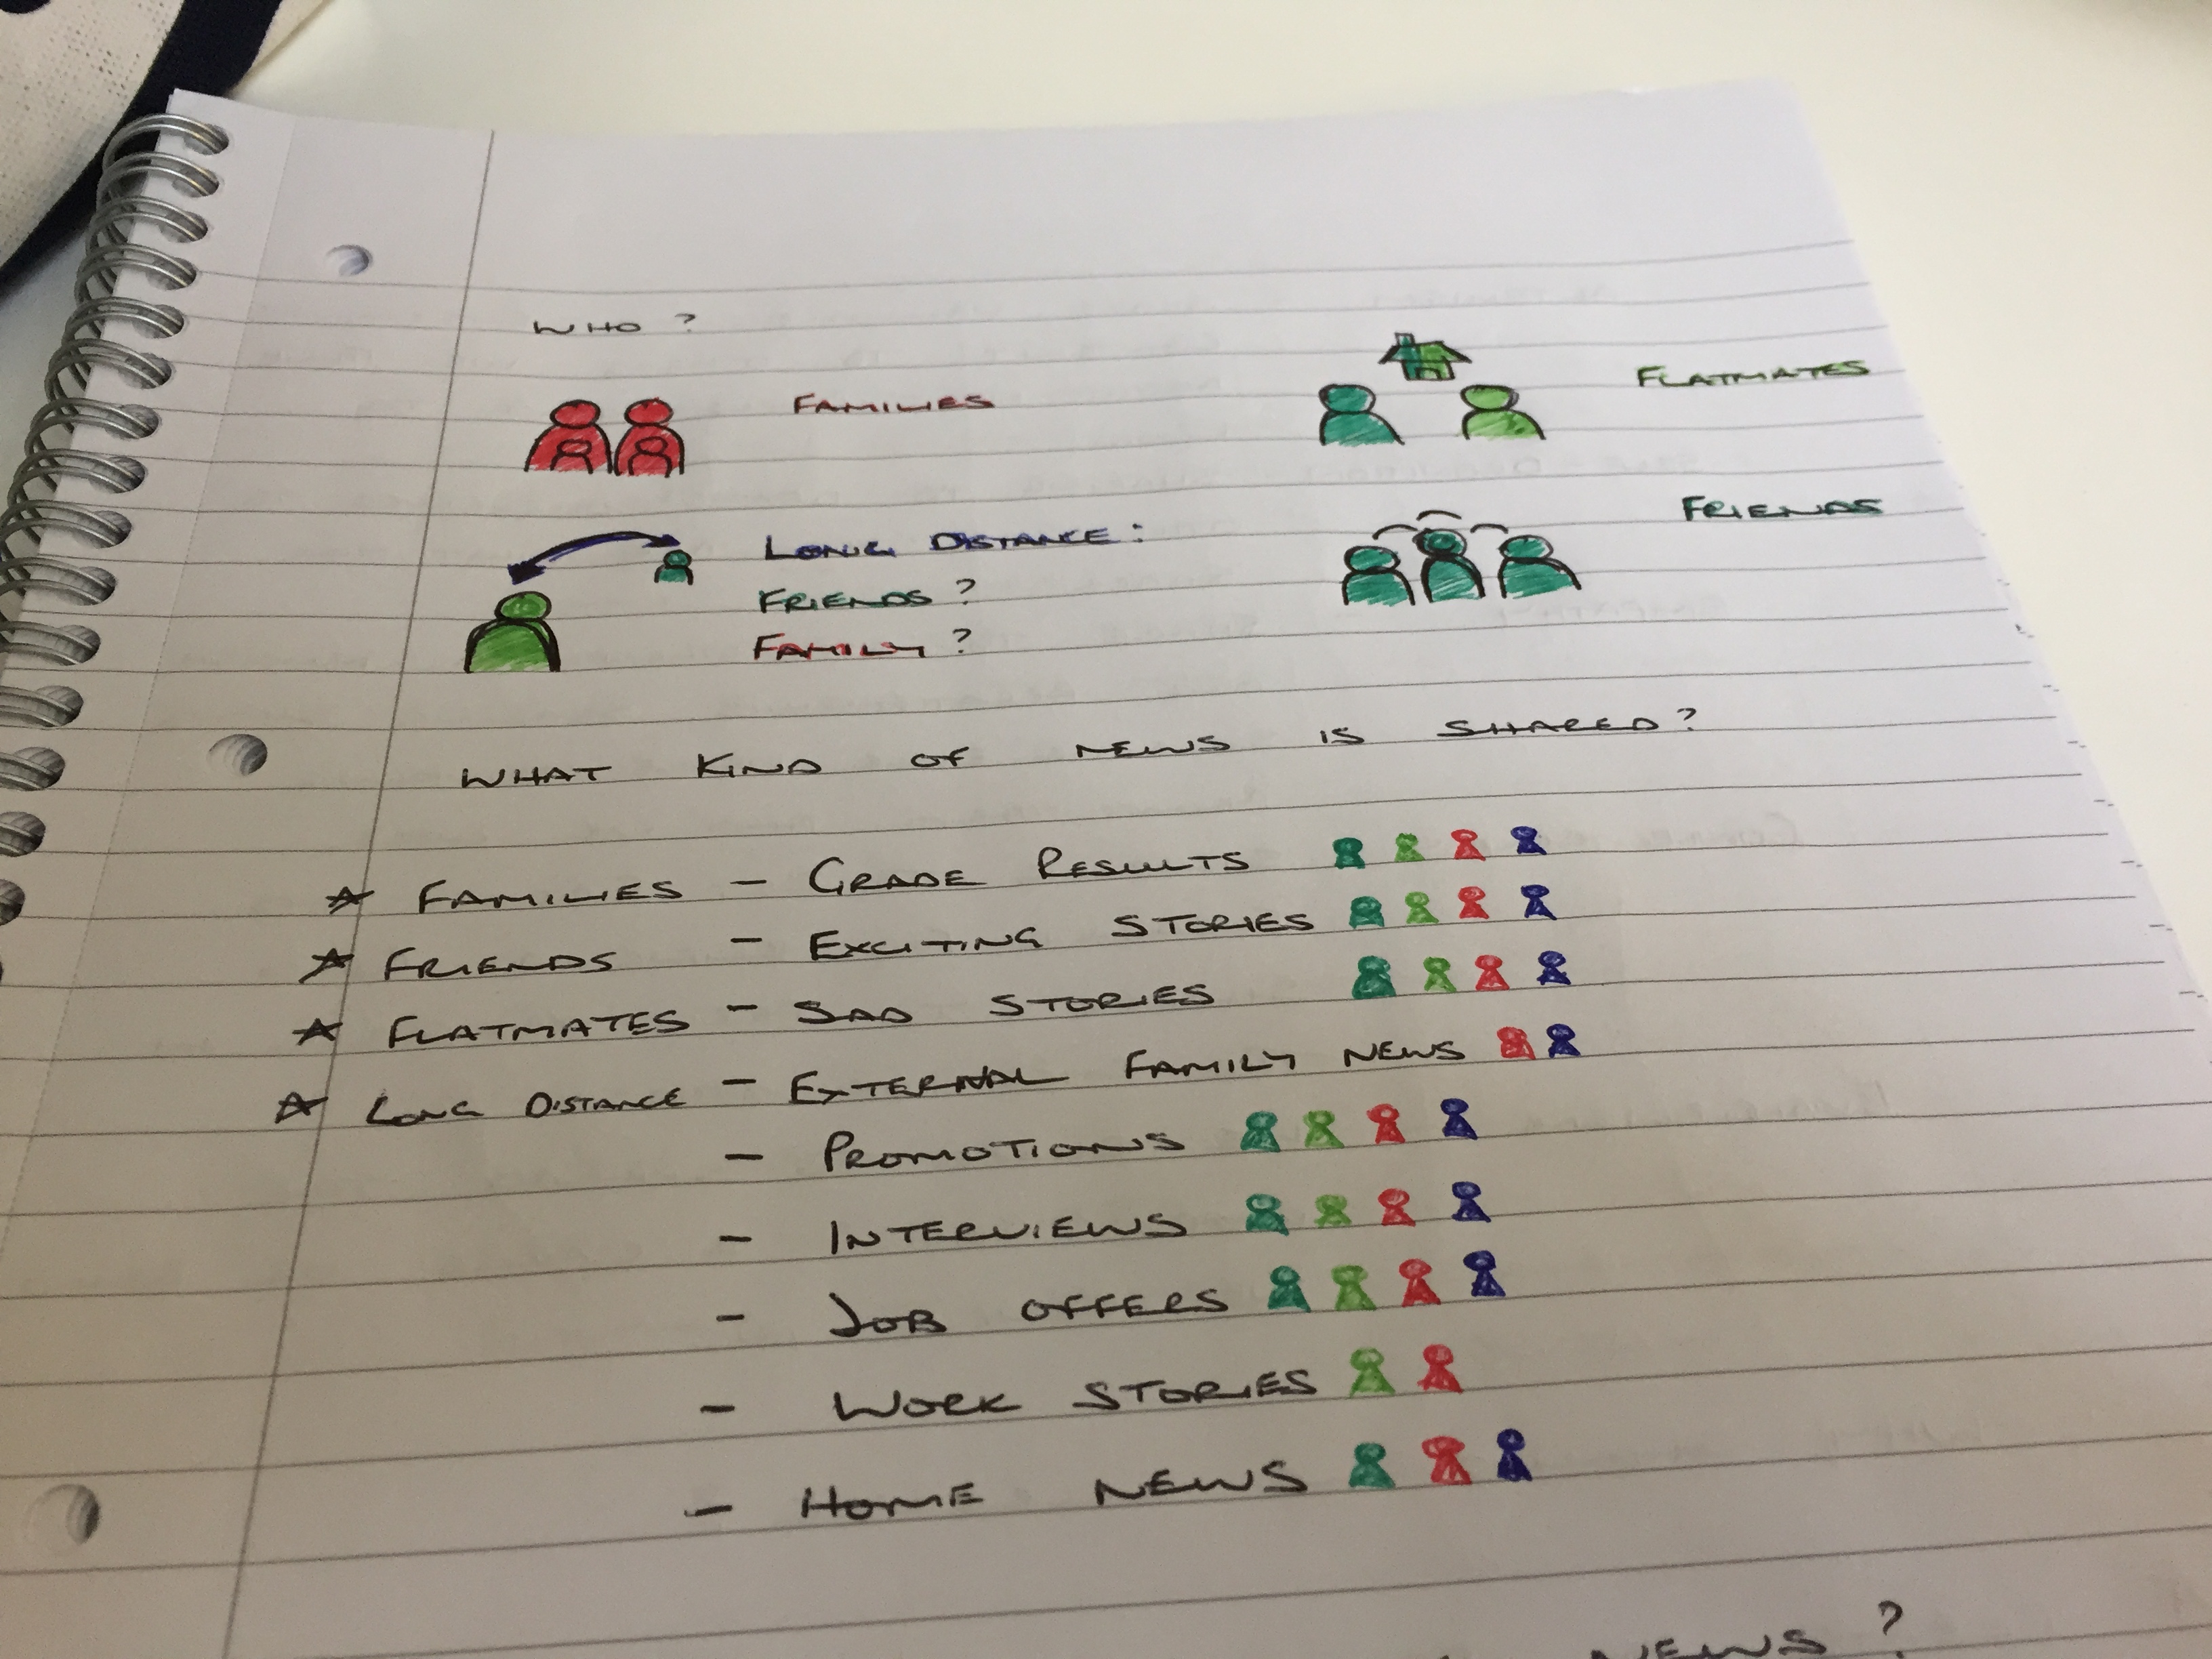 WHO ?
FAMILIES
FLATMATES
LONG DISTANCE :
FRIENDS ?
FAMILY ?
FRIENDS
WHAT KIND OF NEWS IS SHARED ?
☆ FAMILIES - GRADE RESULTS
☆ FRIENDS - EXCITING STORIES
☆ FLATMATES - SAD STORIES
☆ LONG DISTANCE - EXTERNAL FAMILY NEWS
- PROMOTIONS
- INTERVIEWS
- JOB OFFERS
- WORK STORIES
- HOME NEWS
NEWS ?